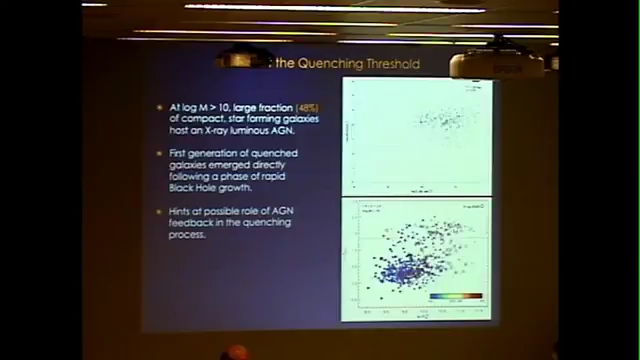 the Quenching Threshold
At log M > 10, large fraction (48%)
of compact, star forming galaxies
host an X-ray luminous AGN.
First generation of quenched
galaxies emerged directly
following a phase of rapid
Black Hole growth.
Hints at possible role of AGN
feedback in the quenching
process.
EPSON